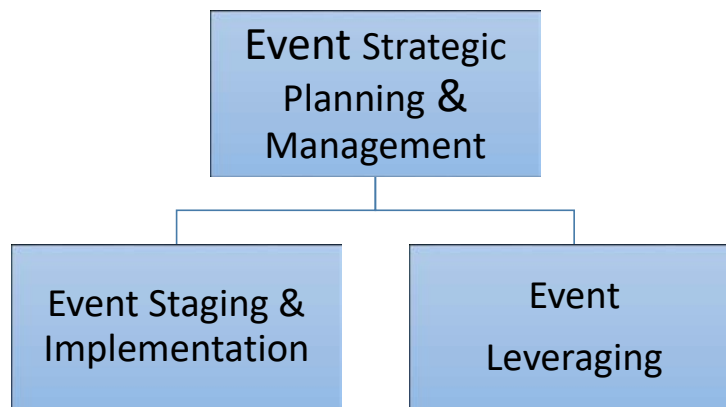 Event Strategic
Planning &
Management
Event Staging &
Implementation
Event
Leveraging